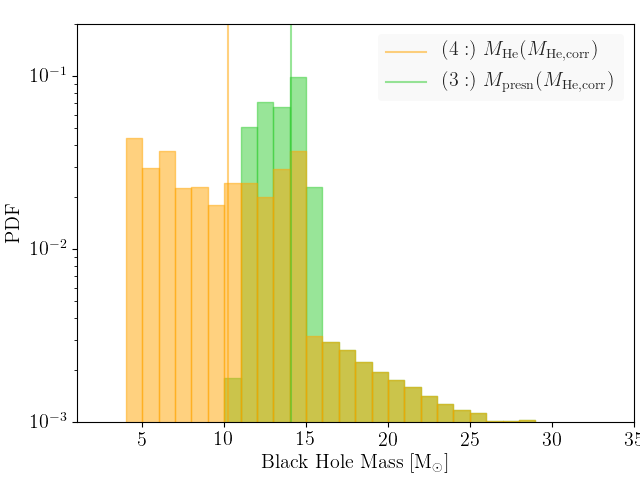 (4 :) M_He(M_He,corr)
(3 :) M_presn(M_He,corr)
10⁻¹
10⁻²
10⁻³
PDF
5 10 15 20 25 30 35
Black Hole Mass [M☉]